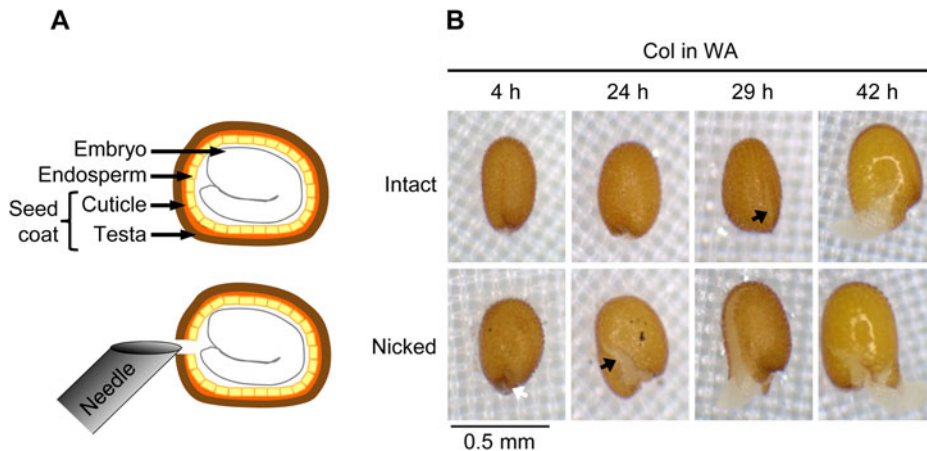 A
Embryo
Endosperm
Seed coat
Cuticle
Testa
Needle
B
Col in WA
4 h
24 h
29 h
42 h
Intact
Nicked
0.5 mm